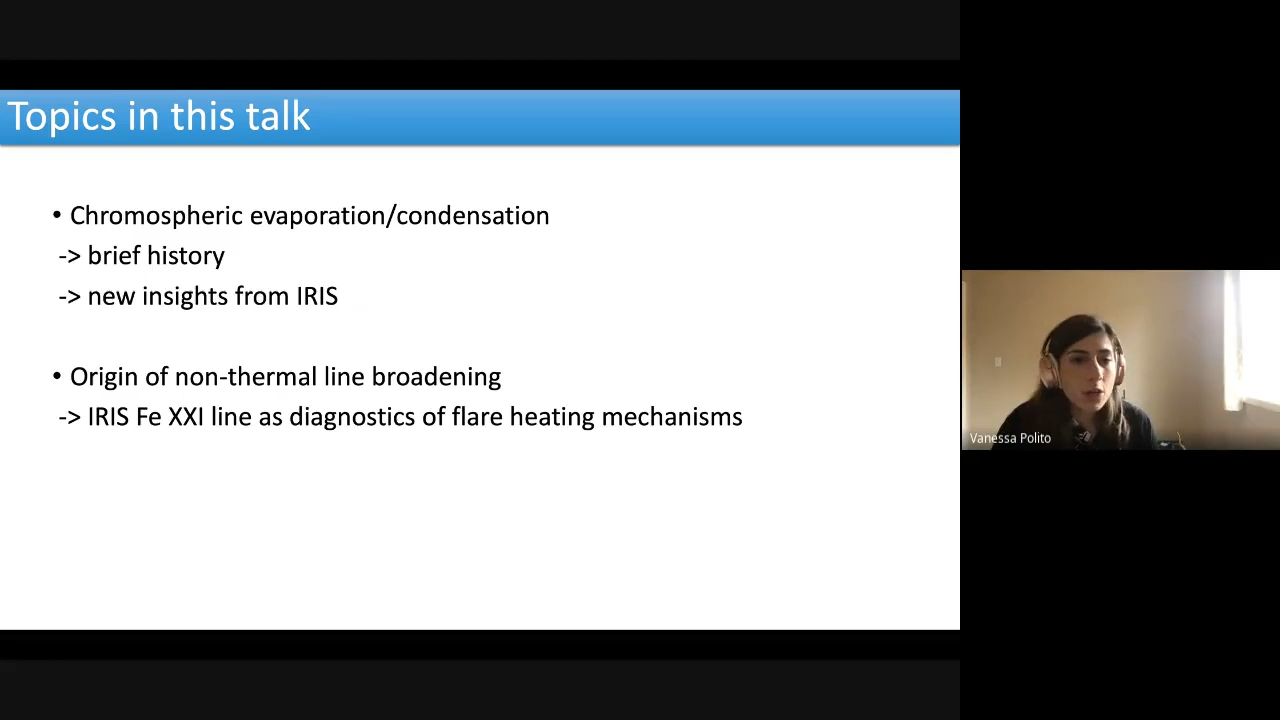 Topics in this talk
• Chromospheric evaporation/condensation
-> brief history
-> new insights from IRIS
• Origin of non-thermal line broadening
-> IRIS Fe XXI line as diagnostics of flare heating mechanisms
Vanessa Polito